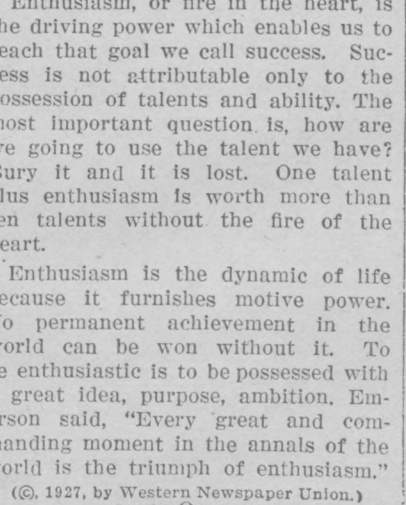 Enthusiasm, or fire in the heart, is
he driving power which enables us to
each that goal we call success. Suc-
ess is not attributable only to the
ossession of talents and ability. The
ost important question is, how are
e going to use the talent we have?
ury it and it is lost. One talent
lus enthusiasm is worth more than
en talents without the fire of the
eart.
Enthusiasm is the dynamic of life
ecause it furnishes motive power.
o permanent achievement in the
orld can be won without it. To
e enthusiastic is to be possessed with
great idea, purpose, ambition. Em-
rson said, "Every great and com-
anding moment in the annals of the
orld is the triumph of enthusiasm."
(©, 1927, by Western Newspaper Union.)